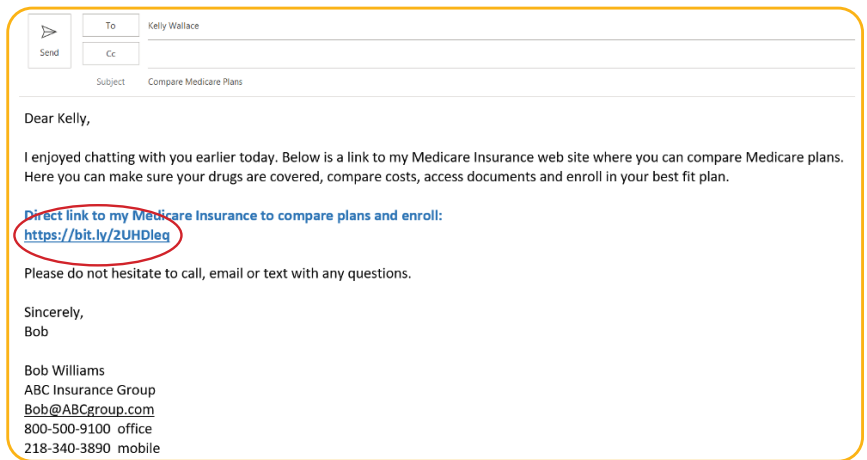 To Kelly Wallace
Send
Cc
Subject Compare Medicare Plans
Dear Kelly,
I enjoyed chatting with you earlier today. Below is a link to my Medicare Insurance web site where you can compare Medicare plans.
Here you can make sure your drugs are covered, compare costs, access documents and enroll in your best fit plan.
Direct link to my Medicare Insurance to compare plans and enroll:
https://bit.ly/2UHDleq
Please do not hesitate to call, email or text with any questions.
Sincerely,
Bob
Bob Williams
ABC Insurance Group
Bob@ABCgroup.com
800-500-9100 office
218-340-3890 mobile